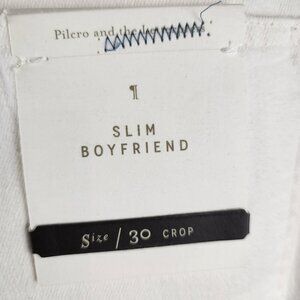 Pilcro and the
¶
SLIM
BOYFRIEND
Size / 30 CROP